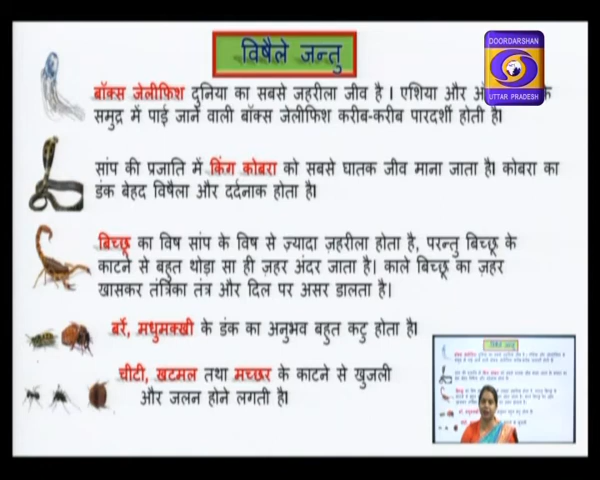 विषैले जन्तु
DOORDARSHAN
UTTAR PRADESH
बॉक्स जेलीफिश दुनिया का सबसे जहरीला जीव है । एशिया और
समुद्र में पाई जाने वाली बॉक्स जेलीफिश करीब-करीब पारदर्शी होती है।
सांप की प्रजाति में किंग कोबरा को सबसे घातक जीव माना जाता है। कोबरा का
डंक बेहद विषैला और दर्दनाक होता है।
बिच्छू का विष सांप के विष से ज़्यादा ज़हरीला होता है, परन्तु बिच्छू के
काटने से बहुत थोड़ा सा ही ज़हर अंदर जाता है। काले बिच्छू का ज़हर
खासकर तंत्रिका तंत्र और दिल पर असर डालता है।
बर्रे, मधुमक्खी के डंक का अनुभव बहुत कटु होता है।
चीटी, खटमल तथा मच्छर के काटने से खुजली
और जलन होने लगती है।
विषैले जन्तु